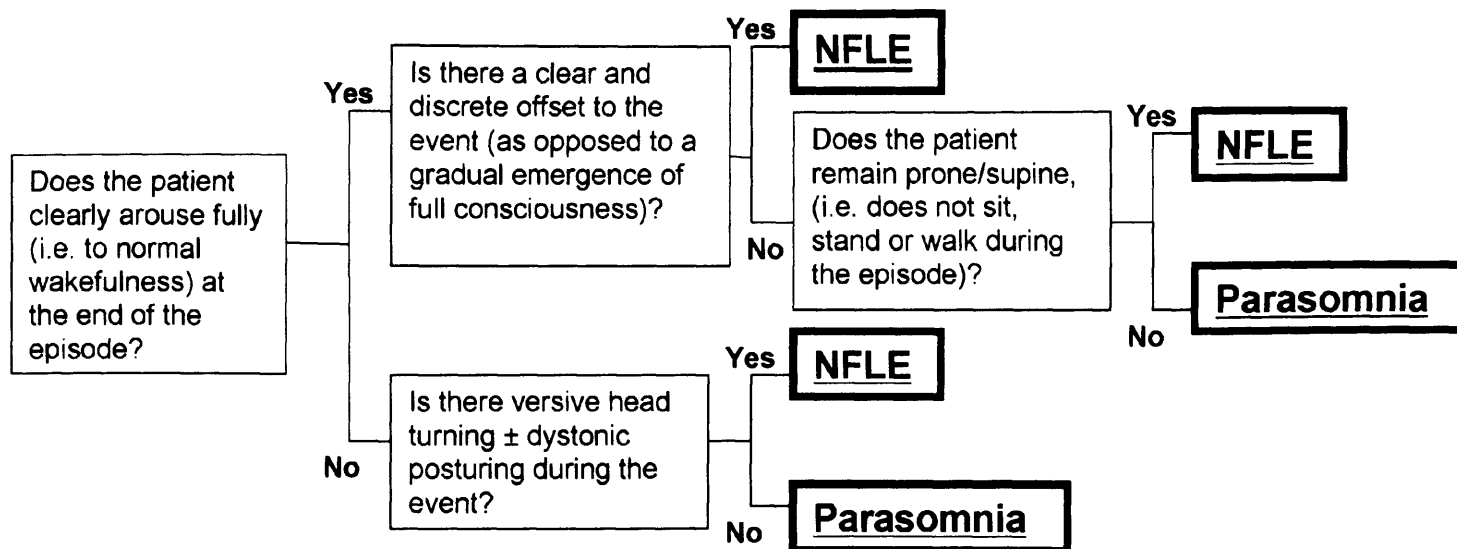 Does the patient
clearly arouse fully
(i.e. to normal
wakefulness) at
the end of the
episode?
Yes
Is there a clear and
discrete offset to the
event (as opposed to a
gradual emergence of
full consciousness)?
Yes
NFLE
No
Does the patient
remain prone/supine,
(i.e. does not sit,
stand or walk during
the episode)?
Yes
NFLE
No
Parasomnia
No
Is there versive head
turning ± dystonic
posturing during the
event?
Yes
NFLE
No
Parasomnia